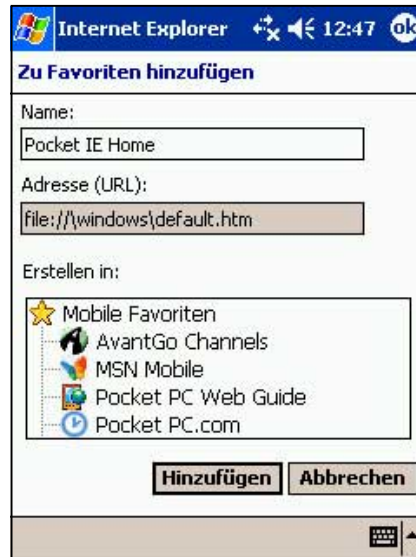 Internet Explorer 12:47 ok
Zu Favoriten hinzufügen
Name:
Pocket IE Home
Adresse (URL):
file://\windows\default.htm
Erstellen in:
Mobile Favoriten
AvantGo Channels
MSN Mobile
Pocket PC Web Guide
Pocket PC.com
Hinzufügen Abbrechen